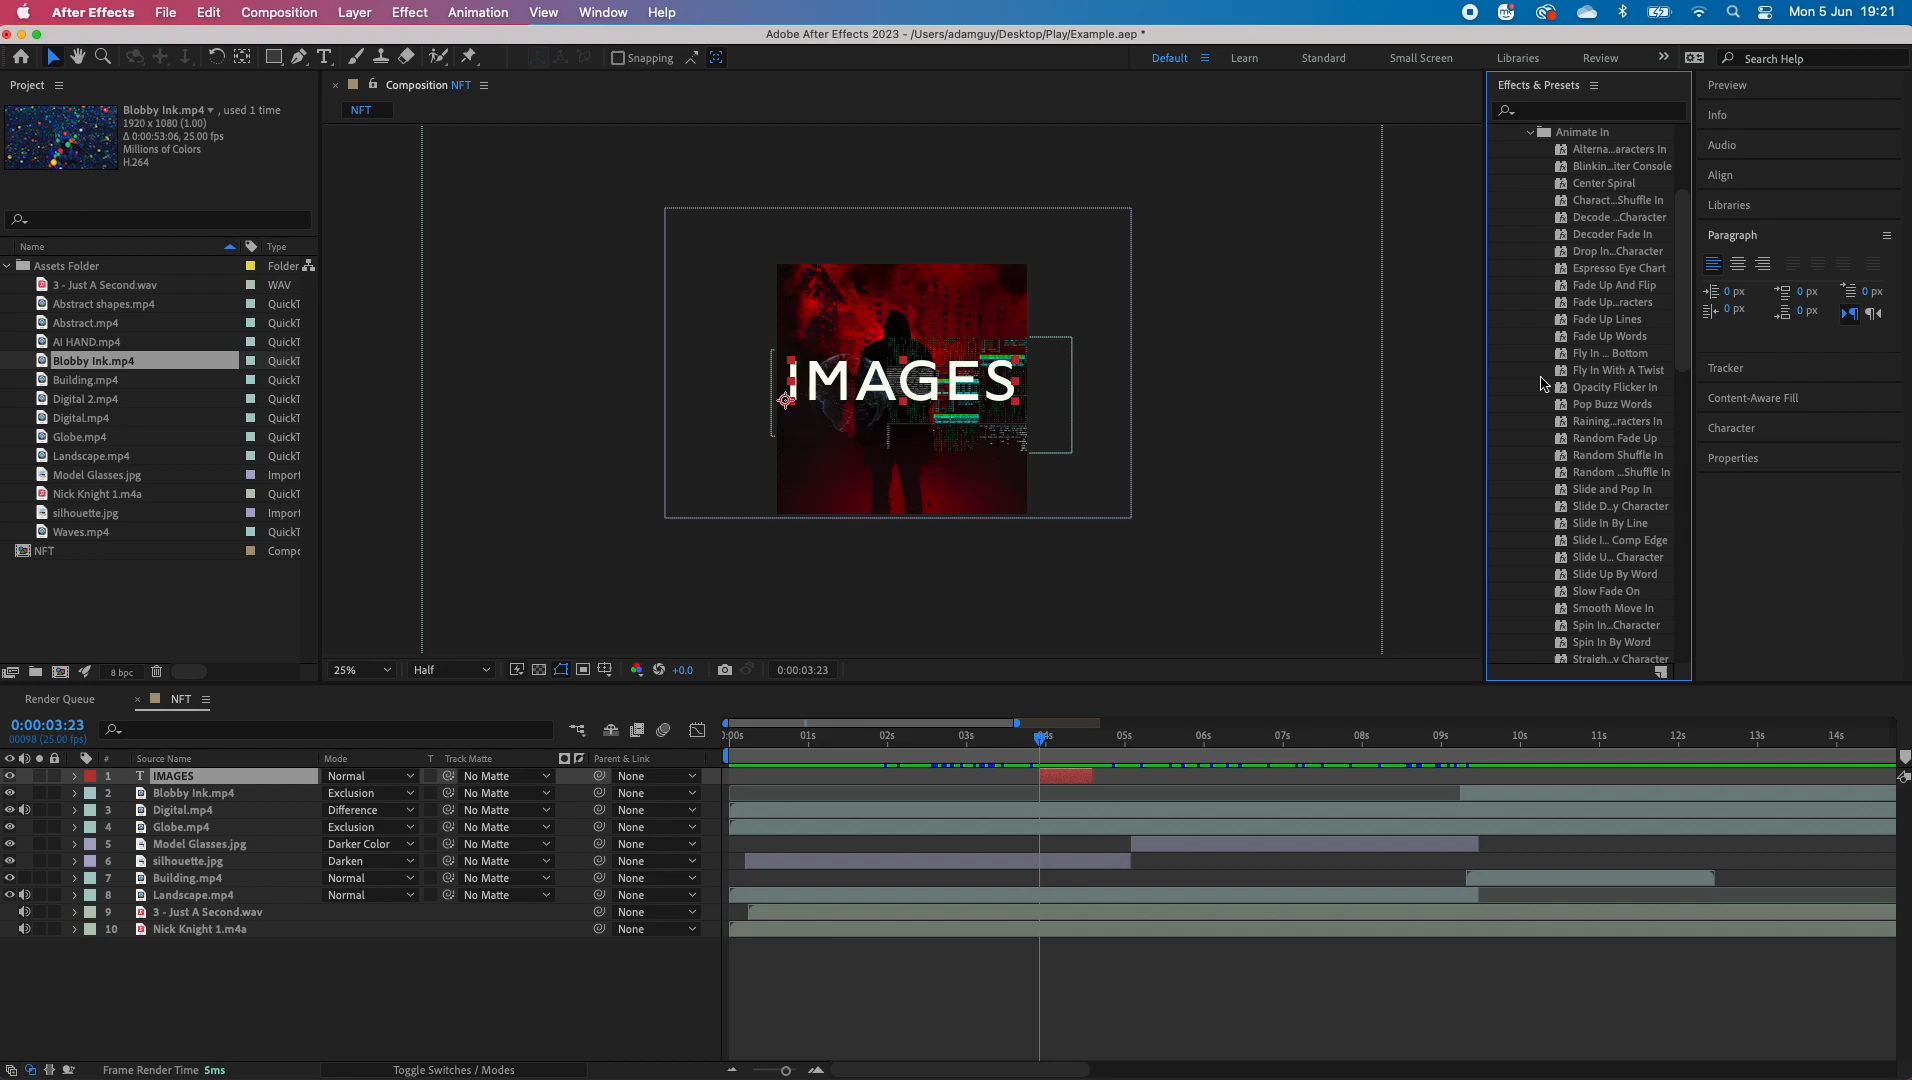 After Effects File Edit Composition Layer Effect Animation View Window Help Mon 5 Jun 19:21
Adobe After Effects 2023 - /Users/adamguy/Desktop/Play/Example.aep *
Snapping Default Learn Standard Small Screen Libraries Review Search Help
Project
Blobby Ink.mp4 , used 1 time
1920 x 1080 (1.00)
Δ 0:00:53:06, 25.00 fps
Millions of Colors
H.264
Name Type
Assets Folder Folder
3 - Just A Second.wav WAV
Abstract shapes.mp4 QuickT
Abstract.mp4 QuickT
AI HAND.mp4 QuickT
Blobby Ink.mp4 QuickT
Building.mp4 QuickT
Digital 2.mp4 QuickT
Digital.mp4 QuickT
Globe.mp4 QuickT
Landscape.mp4 QuickT
Model Glasses.jpg Import
Nick Knight 1.m4a QuickT
silhouette.jpg Import
Waves.mp4 QuickT
NFT Compo
8 bpc
Composition NFT
NFT
IMAGES
25% Half +0.0 0:00:03:23
Effects & Presets
Animate In
Alterna...aracters In
Blinkin...iter Console
Center Spiral
Charact...Shuffle In
Decode ...Character
Decoder Fade In
Drop In...Character
Espresso Eye Chart
Fade Up And Flip
Fade Up...racters
Fade Up Lines
Fade Up Words
Fly In ... Bottom
Fly In With A Twist
Opacity Flicker In
Pop Buzz Words
Raining...racters In
Random Fade Up
Random Shuffle In
Random ...Shuffle In
Slide and Pop In
Slide D...y Character
Slide In By Line
Slide I... Comp Edge
Slide U... Character
Slide Up By Word
Slow Fade On
Smooth Move In
Spin In...Character
Spin In By Word
Straigh...y Character
Preview
Info
Audio
Align
Libraries
Paragraph
0 px 0 px 0 px
0 px 0 px
Tracker
Content-Aware Fill
Character
Properties
Render Queue NFT
0:00:03:23
00098 (25.00 fps)
:00s 01s 02s 03s 04s 05s 06s 07s 08s 09s 10s 11s 12s 13s 14s
# Source Name Mode T Track Matte Parent & Link
1 T IMAGES Normal No Matte None
2 Blobby Ink.mp4 Exclusion No Matte None
3 Digital.mp4 Difference No Matte None
4 Globe.mp4 Exclusion No Matte None
5 Model Glasses.jpg Darker Color No Matte None
6 silhouette.jpg Darken No Matte None
7 Building.mp4 Normal No Matte None
8 Landscape.mp4 Normal No Matte None
9 3 - Just A Second.wav None
10 Nick Knight 1.m4a None
Frame Render Time 5ms Toggle Switches / Modes